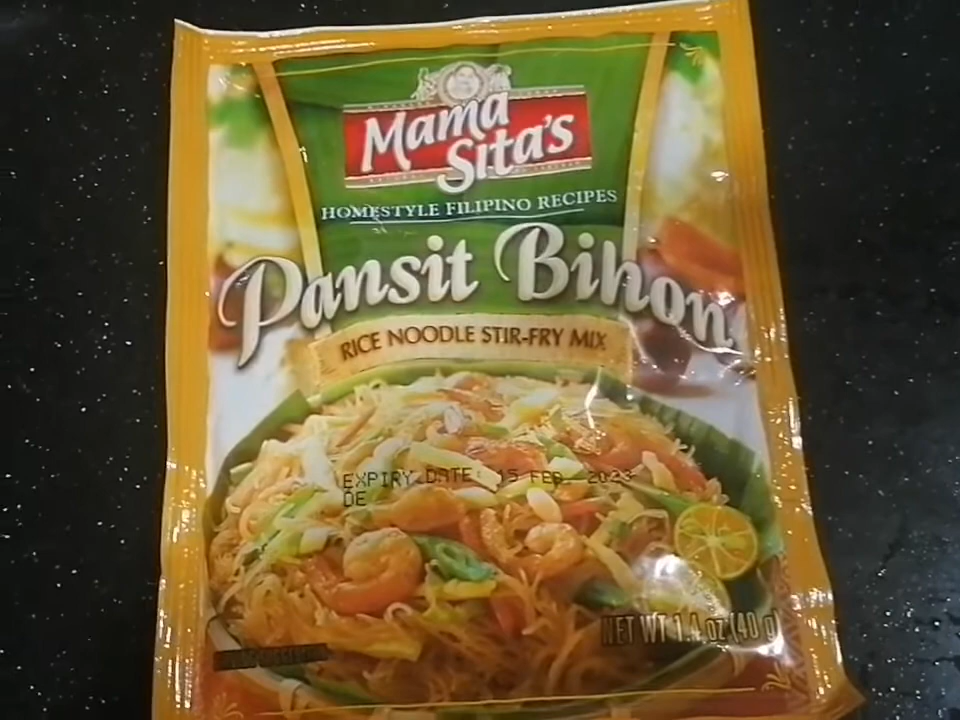 Mama
Sita's
HOMESTYLE FILIPINO RECIPES
Pansit Bihon
RICE NOODLE STIR-FRY MIX
EXPIRY DATE: 15 FEB 2023
DE
NET WT 1.4 oz (40 g)